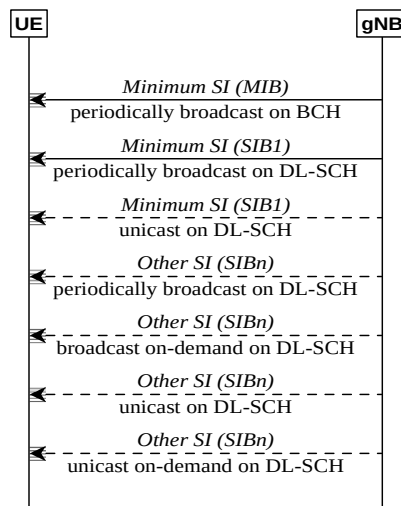 UE
gNB
Minimum SI (MIB)
periodically broadcast on BCH
Minimum SI (SIB1)
periodically broadcast on DL-SCH
Minimum SI (SIB1)
unicast on DL-SCH
Other SI (SIBn)
periodically broadcast on DL-SCH
Other SI (SIBn)
broadcast on-demand on DL-SCH
Other SI (SIBn)
unicast on DL-SCH
Other SI (SIBn)
unicast on-demand on DL-SCH